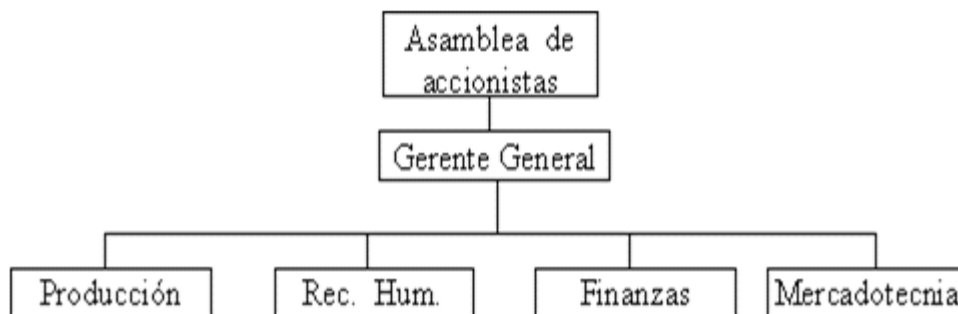 Asamblea de
accionistas
Gerente General
Producción
Rec. Hum.
Finanzas
Mercadotecnia